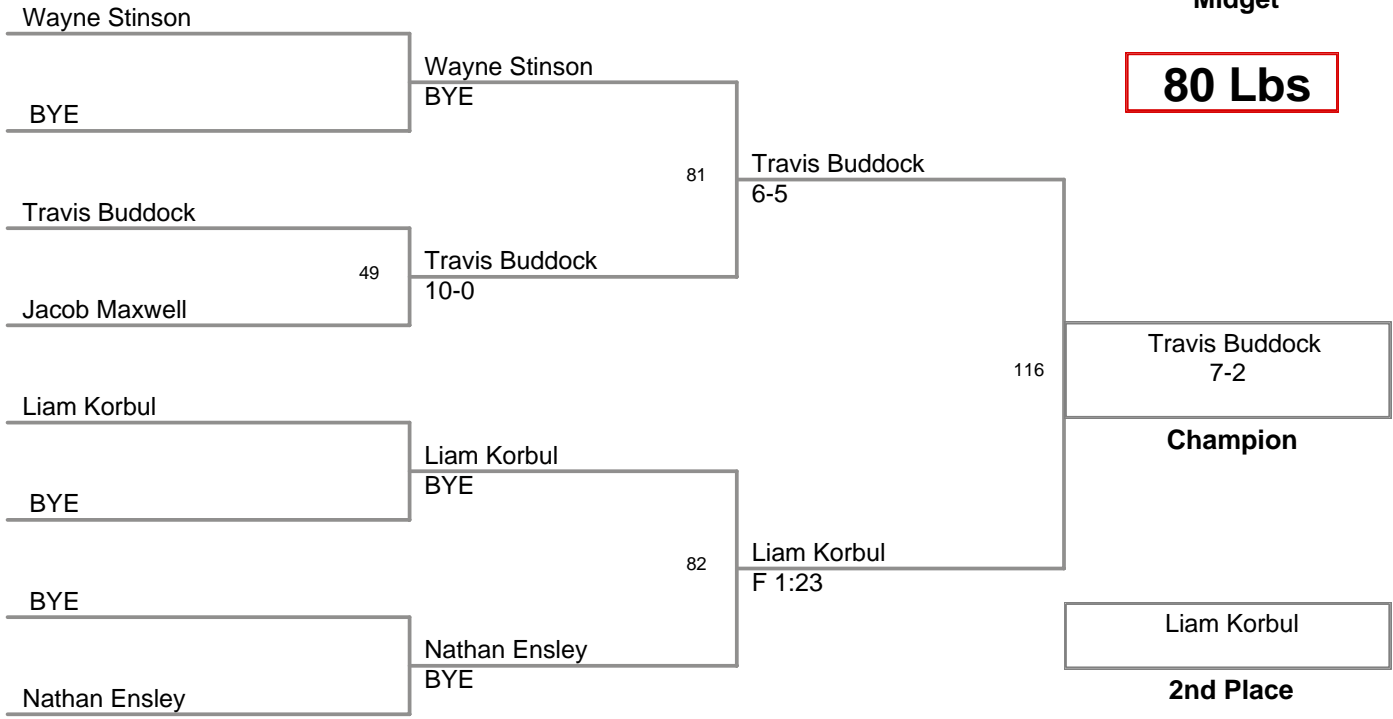 Midget
80 Lbs
Wayne Stinson
BYE
Travis Buddock
Jacob Maxwell
Liam Korbul
BYE
BYE
Nathan Ensley
Wayne Stinson
BYE
49
Travis Buddock
10-0
Liam Korbul
BYE
Nathan Ensley
BYE
81
Travis Buddock
6-5
82
Liam Korbul
F 1:23
116
Travis Buddock
7-2
Champion
Liam Korbul
2nd Place